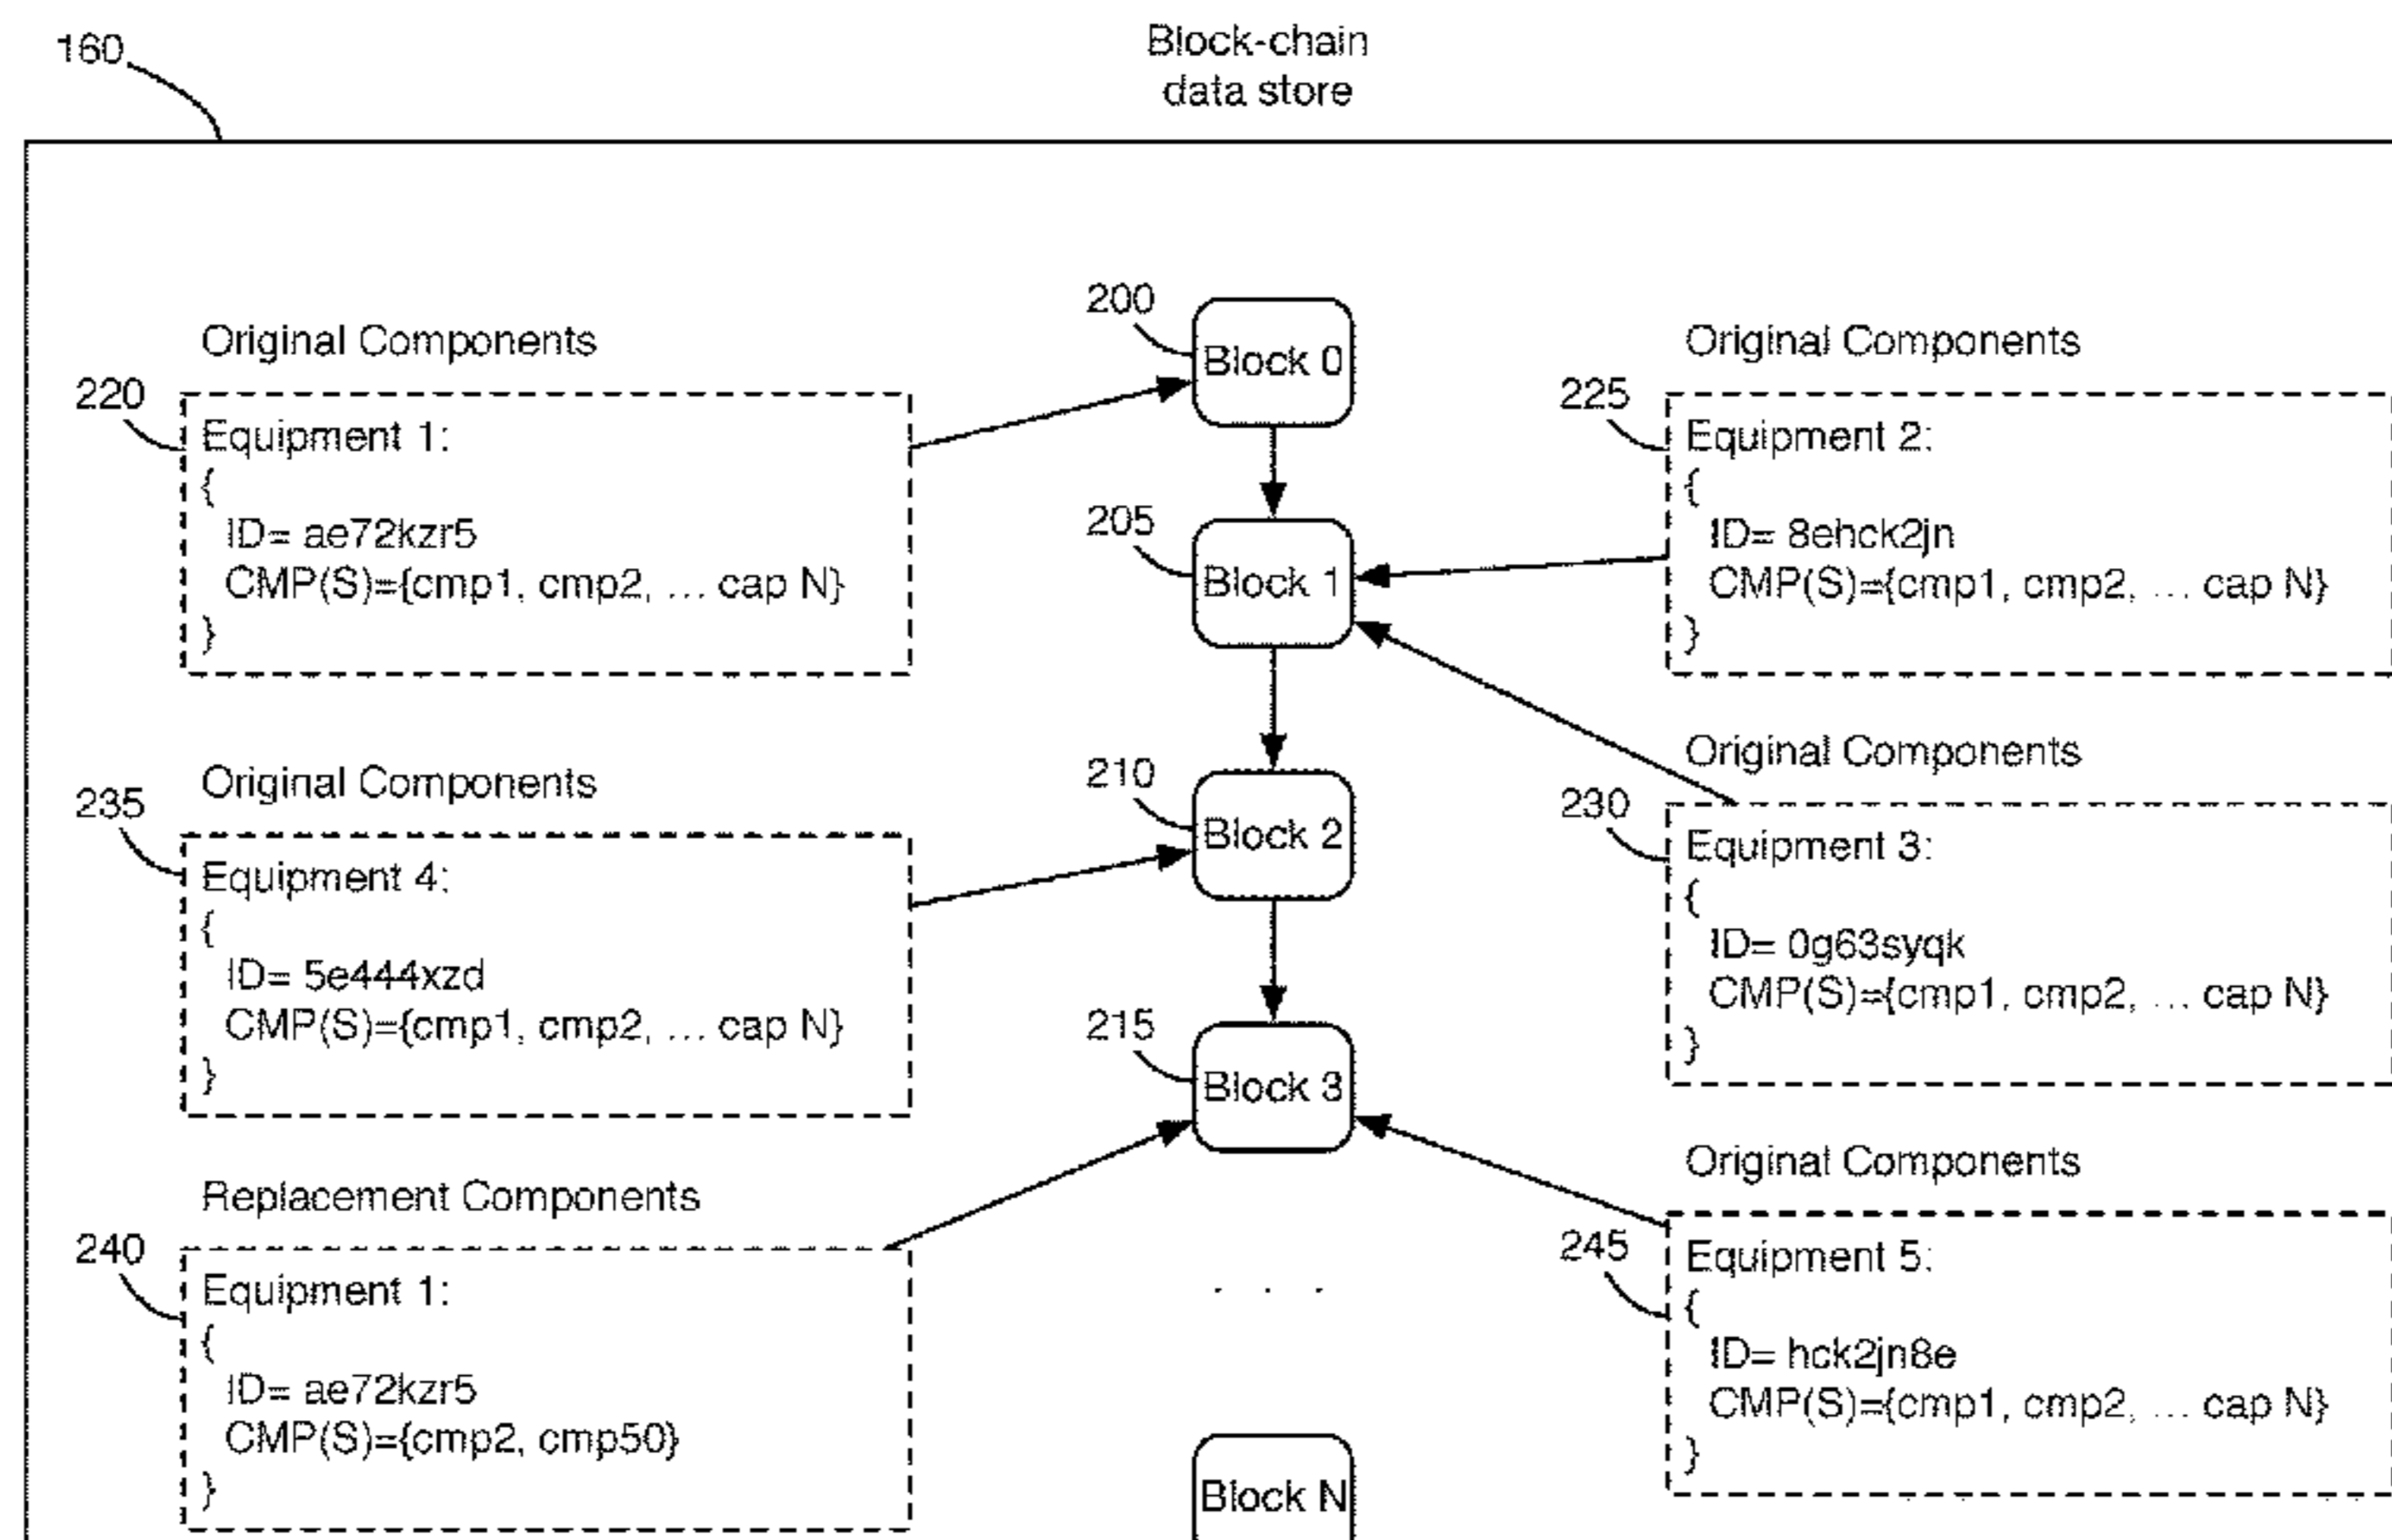 160
Block-chain
data store
200
Block 0
Original Components
220
Equipment 1:
{
ID= ae72kzr5
CMP(S)={cmp1, cmp2, ... cap N}
}
Original Components
225
Equipment 2:
{
ID= 8ehck2jn
CMP(S)={cmp1, cmp2, ... cap N}
}
205
Block 1
Original Components
230
Equipment 3:
{
ID= 0g63syqk
CMP(S)={cmp1, cmp2, ... cap N}
}
Original Components
235
Equipment 4:
{
ID= 5e444xzd
CMP(S)={cmp1, cmp2, ... cap N}
}
210
Block 2
215
Block 3
Replacement Components
240
Equipment 1:
{
ID= ae72kzr5
CMP(S)={cmp2, cmp50}
}
Original Components
245
Equipment 5:
{
ID= hck2jn8e
CMP(S)={cmp1, cmp2, ... cap N}
}
. . .
Block N